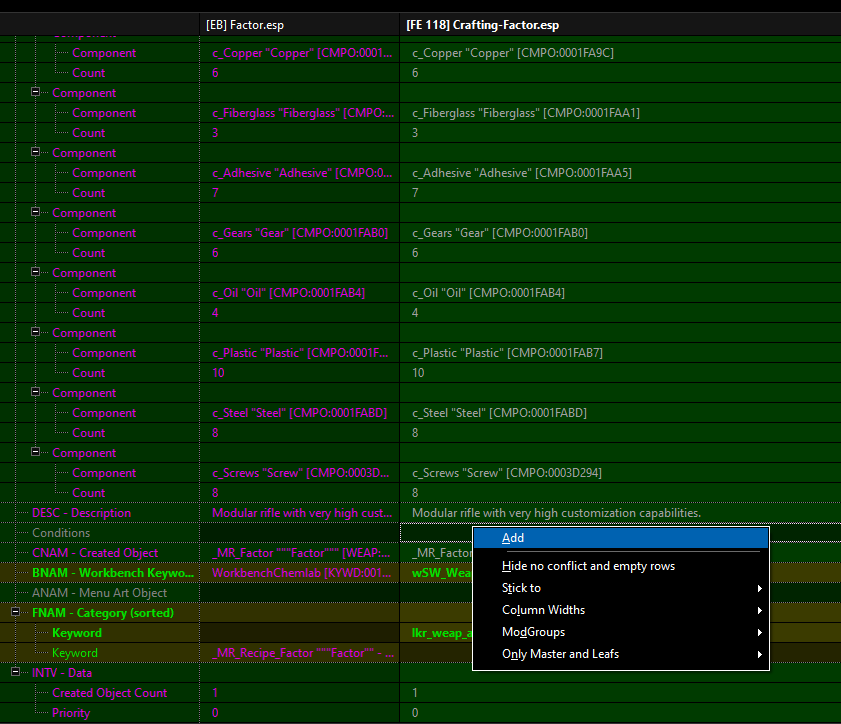 [EB] Factor.esp [FE 118] Crafting-Factor.esp
Component c_Copper "Copper" [CMPO:0001... c_Copper "Copper" [CMPO:0001FA9C]
Count 6 6
Component
Component c_Fiberglass "Fiberglass" [CMPO:... c_Fiberglass "Fiberglass" [CMPO:0001FAA1]
Count 3 3
Component
Component c_Adhesive "Adhesive" [CMPO:0... c_Adhesive "Adhesive" [CMPO:0001FAA5]
Count 7 7
Component
Component c_Gears "Gear" [CMPO:0001FAB0] c_Gears "Gear" [CMPO:0001FAB0]
Count 6 6
Component
Component c_Oil "Oil" [CMPO:0001FAB4] c_Oil "Oil" [CMPO:0001FAB4]
Count 4 4
Component
Component c_Plastic "Plastic" [CMPO:0001F... c_Plastic "Plastic" [CMPO:0001FAB7]
Count 10 10
Component
Component c_Steel "Steel" [CMPO:0001FABD] c_Steel "Steel" [CMPO:0001FABD]
Count 8 8
Component
Component c_Screws "Screw" [CMPO:0003D... c_Screws "Screw" [CMPO:0003D294]
Count 8 8
DESC - Description Modular rifle with very high cust... Modular rifle with very high customization capabilities.
Conditions
CNAM - Created Object _MR_Factor """Factor""" [WEAP:... _MR_Factor
BNAM - Workbench Keywo... WorkbenchChemlab [KYWD:001... wSW_Wea
ANAM - Menu Art Object
FNAM - Category (sorted)
Keyword lkr_weap_a
Keyword _MR_Recipe_Factor """Factor"" - ...
INTV - Data
Created Object Count 1 1
Priority 0 0
Add
Hide no conflict and empty rows
Stick to
Column Widths
ModGroups
Only Master and Leafs